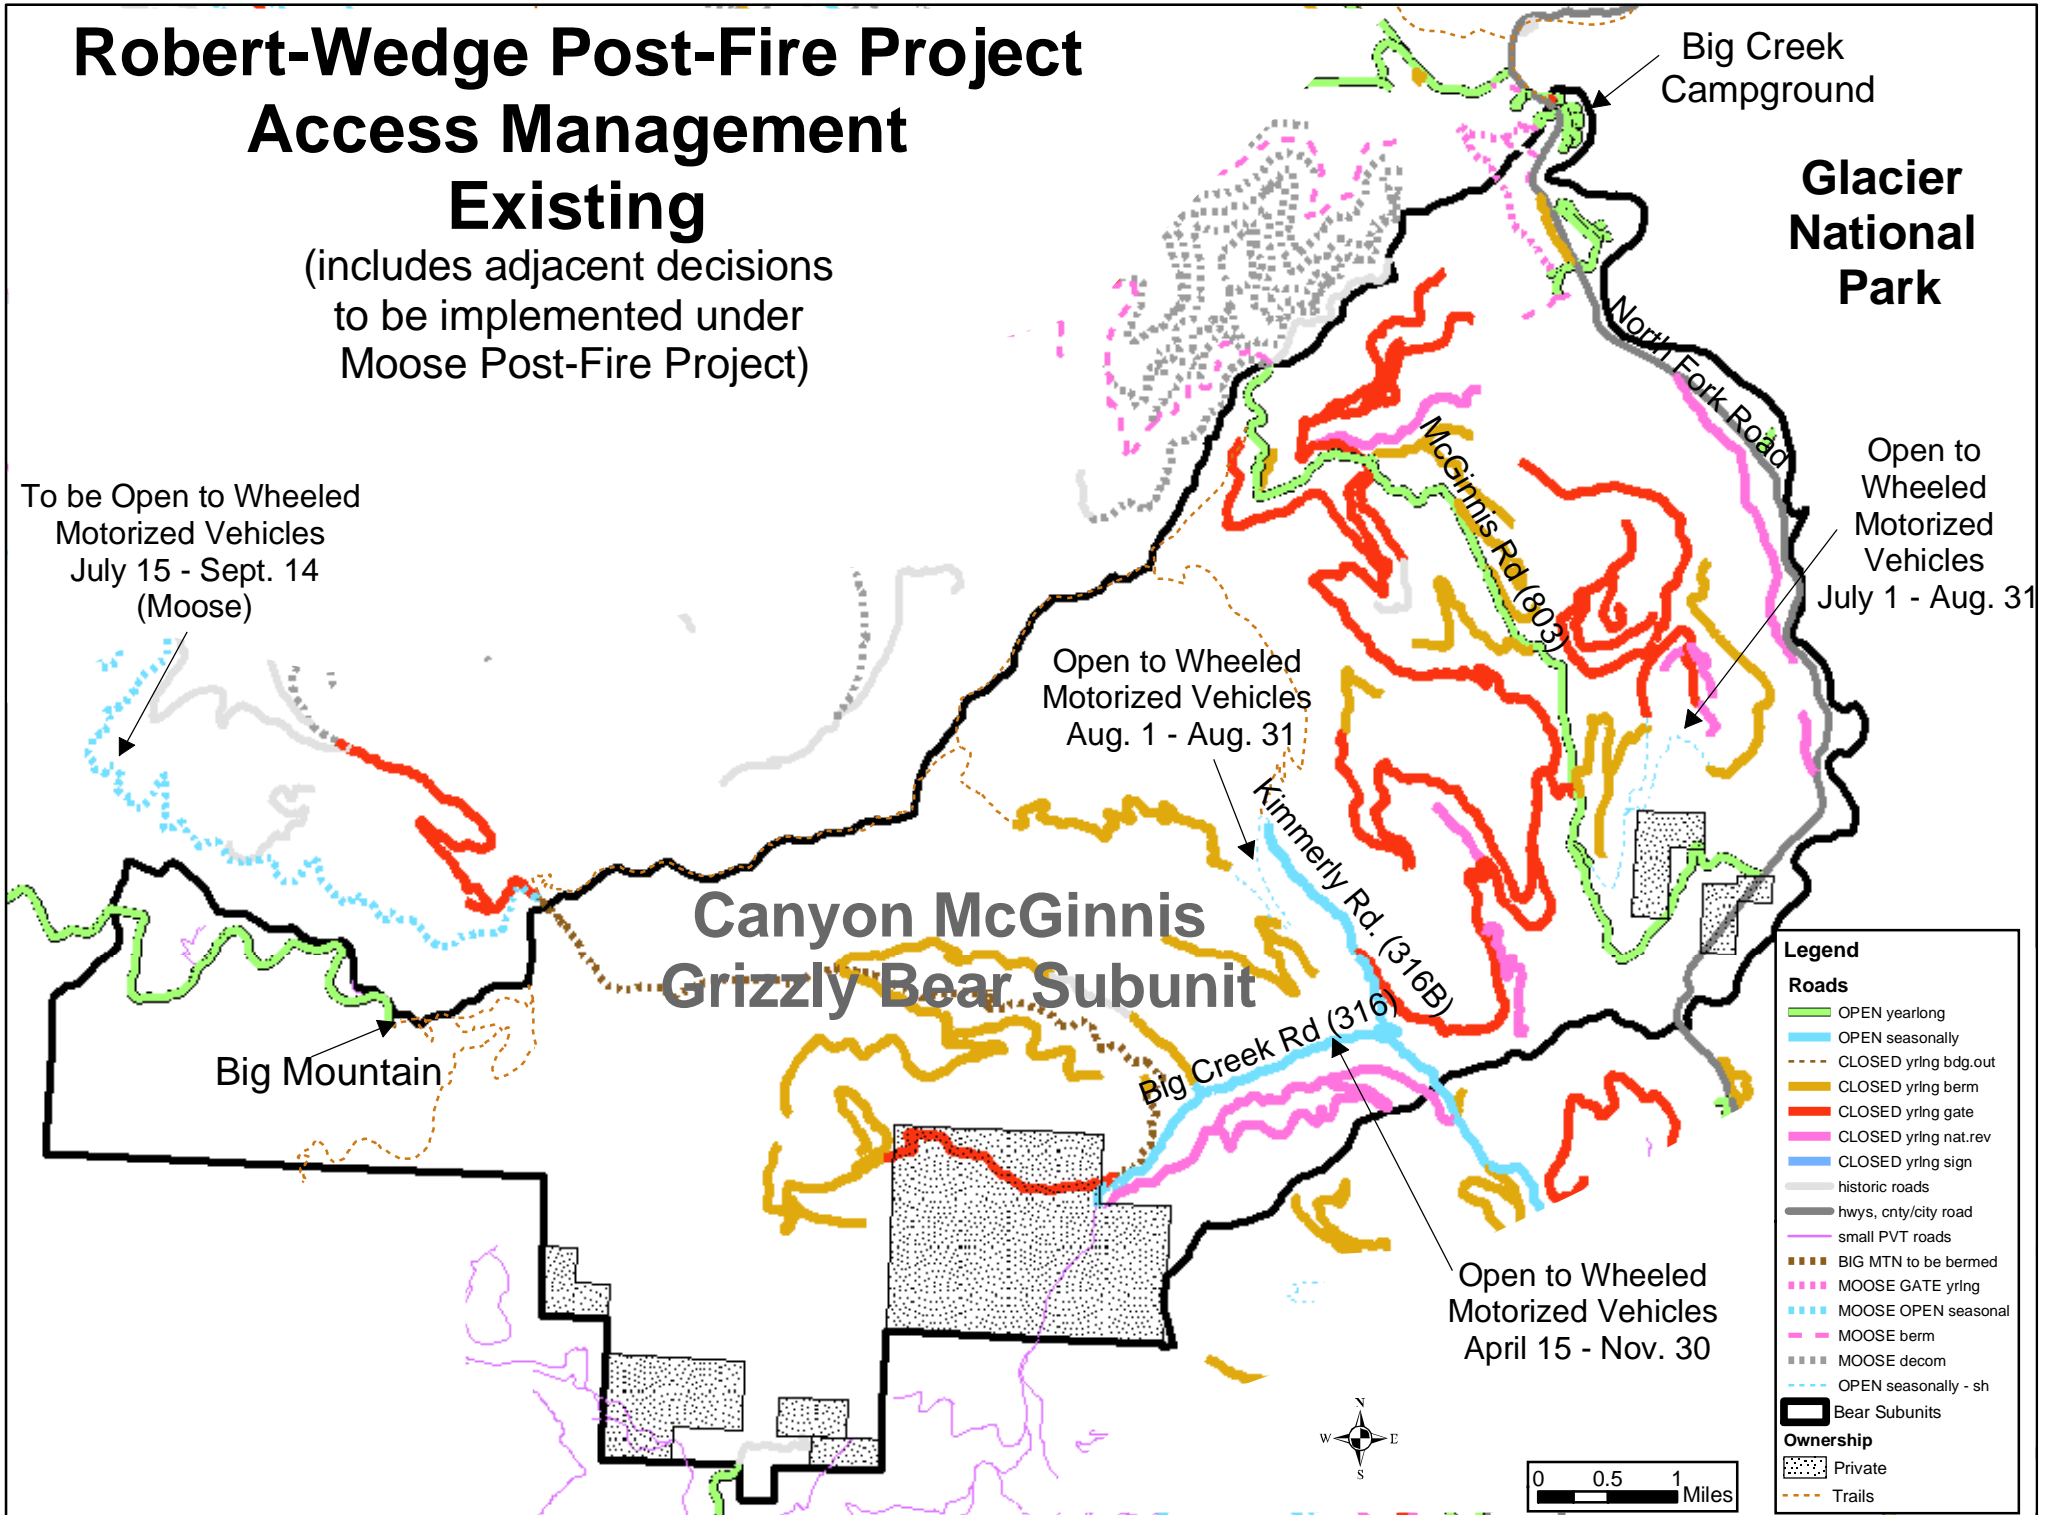 Robert-Wedge Post-Fire Project
Access Management
Existing
(includes adjacent decisions
to be implemented under
Moose Post-Fire Project)
Big Creek
Campground
Glacier
National
Park
North Fork Road
McGinnis Rd (803)
Open to
Wheeled
Motorized
Vehicles
July 1 - Aug. 31
To be Open to Wheeled
Motorized Vehicles
July 15 - Sept. 14
(Moose)
Open to Wheeled
Motorized Vehicles
Aug. 1 - Aug. 31
Kimmerly Rd. (316B)
Canyon McGinnis
Grizzly Bear Subunit
Big Creek Rd (316)
Big Mountain
Open to Wheeled
Motorized Vehicles
April 15 - Nov. 30
N
W E
S
0 0.5 1
Miles
Legend
Roads
OPEN yearlong
OPEN seasonally
CLOSED yrlng bdg.out
CLOSED yrlng berm
CLOSED yrlng gate
CLOSED yrlng nat.rev
CLOSED yrlng sign
historic roads
hwys, cnty/city road
small PVT roads
BIG MTN to be bermed
MOOSE GATE yrlng
MOOSE OPEN seasonal
MOOSE berm
MOOSE decom
OPEN seasonally - sh
Bear Subunits
Ownership
Private
Trails